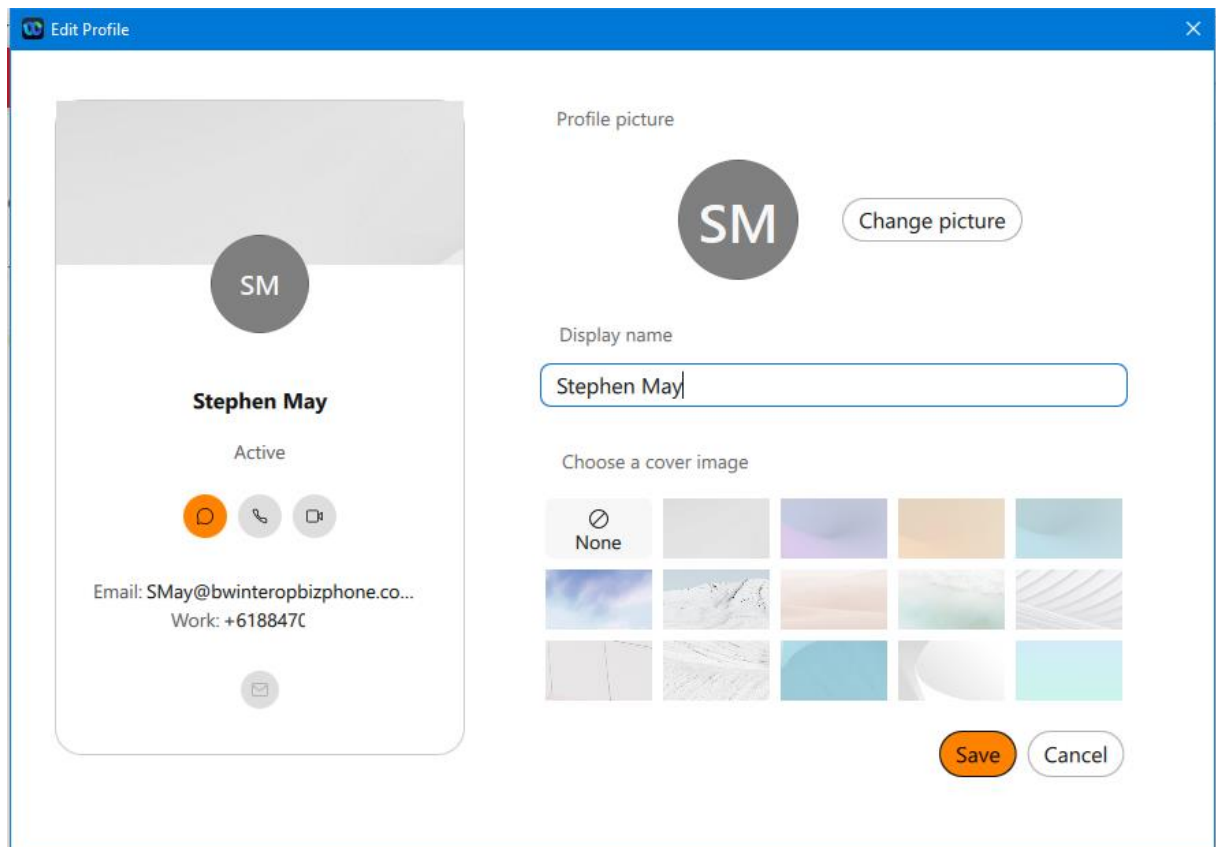 Edit Profile
SM
Stephen May
Active
Email: SMay@bwinteropbizphone.co...
Work: +6188470
Profile picture
SM
Change picture
Display name
Stephen May
Choose a cover image
None
Save
Cancel